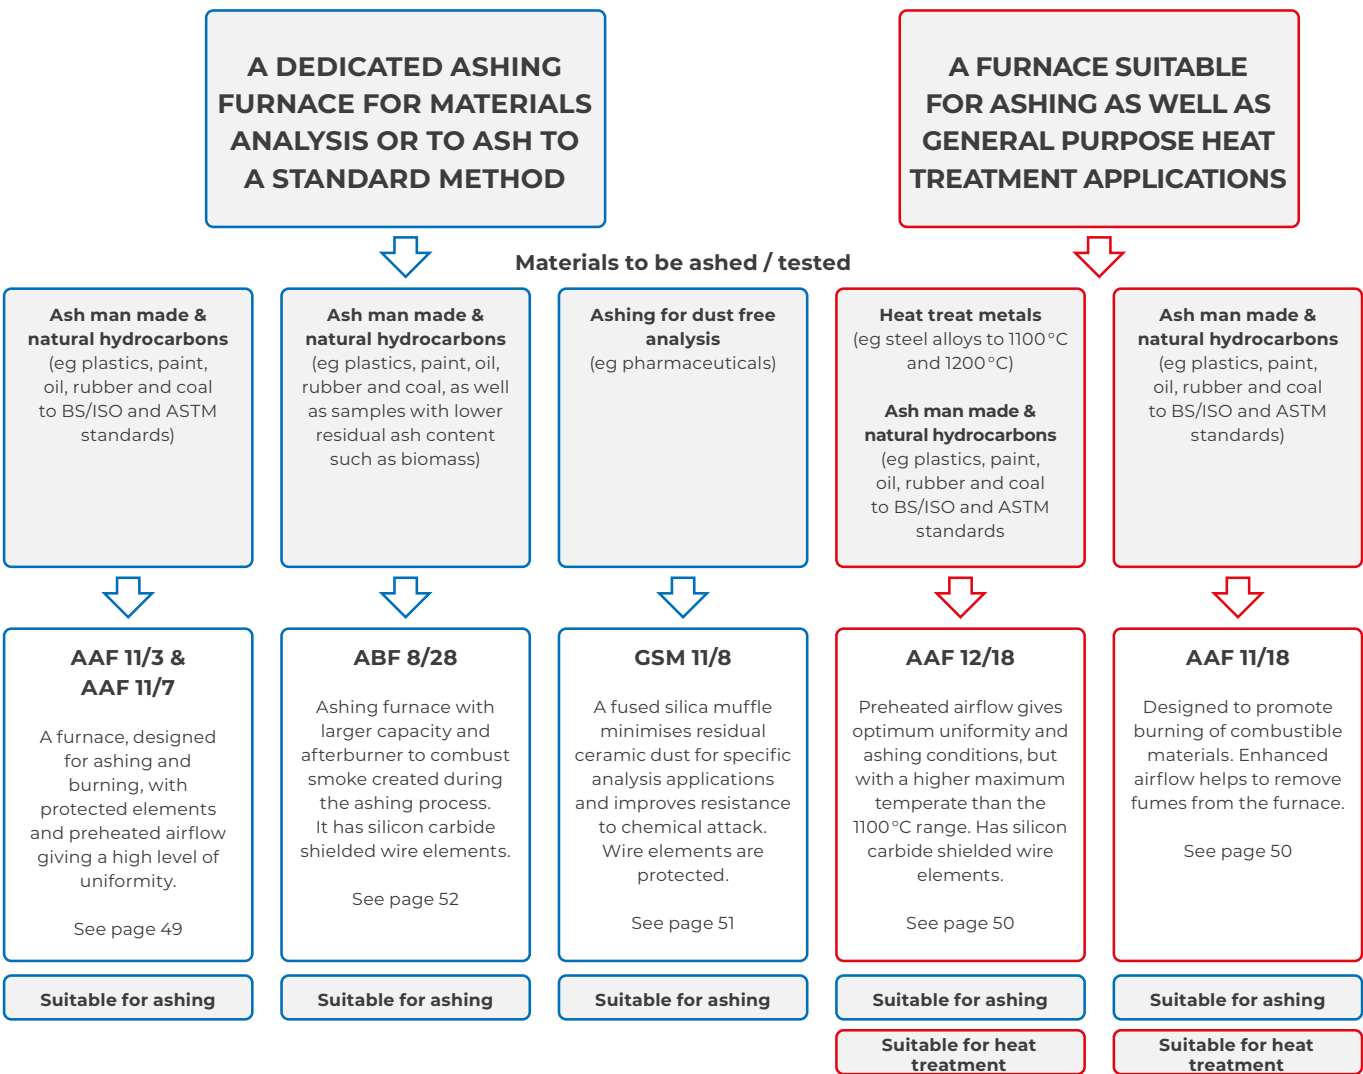 A DEDICATED ASHING
FURNACE FOR MATERIALS
ANALYSIS OR TO ASH TO
A STANDARD METHOD
A FURNACE SUITABLE
FOR ASHING AS WELL AS
GENERAL PURPOSE HEAT
TREATMENT APPLICATIONS
Materials to be ashed / tested
Ash man made &
natural hydrocarbons
(eg plastics, paint,
oil, rubber and coal
to BS/ISO and ASTM
standards)
Ash man made &
natural hydrocarbons
(eg plastics, paint, oil,
rubber and coal, as well
as samples with lower
residual ash content
such as biomass)
Ashing for dust free
analysis
(eg pharmaceuticals)
Heat treat metals
(eg steel alloys to 1100°C
and 1200°C)
Ash man made &
natural hydrocarbons
(eg plastics, paint,
oil, rubber and coal
to BS/ISO and ASTM
standards
Ash man made &
natural hydrocarbons
(eg plastics, paint,
oil, rubber and coal
to BS/ISO and ASTM
standards)
AAF 11/3 &
AAF 11/7
A furnace, designed
for ashing and
burning, with
protected elements
and preheated airflow
giving a high level of
uniformity.
See page 49
ABF 8/28
Ashing furnace with
larger capacity and
afterburner to combust
smoke created during
the ashing process.
It has silicon carbide
shielded wire elements.
See page 52
GSM 11/8
A fused silica muffle
minimises residual
ceramic dust for specific
analysis applications
and improves resistance
to chemical attack.
Wire elements are
protected.
See page 51
AAF 12/18
Preheated airflow gives
optimum uniformity and
ashing conditions, but
with a higher maximum
temperate than the
1100°C range. Has silicon
carbide shielded wire
elements.
See page 50
AAF 11/18
Designed to promote
burning of combustible
materials. Enhanced
airflow helps to remove
fumes from the furnace.
See page 50
Suitable for ashing
Suitable for ashing
Suitable for ashing
Suitable for ashing
Suitable for ashing
Suitable for heat
treatment
Suitable for heat
treatment